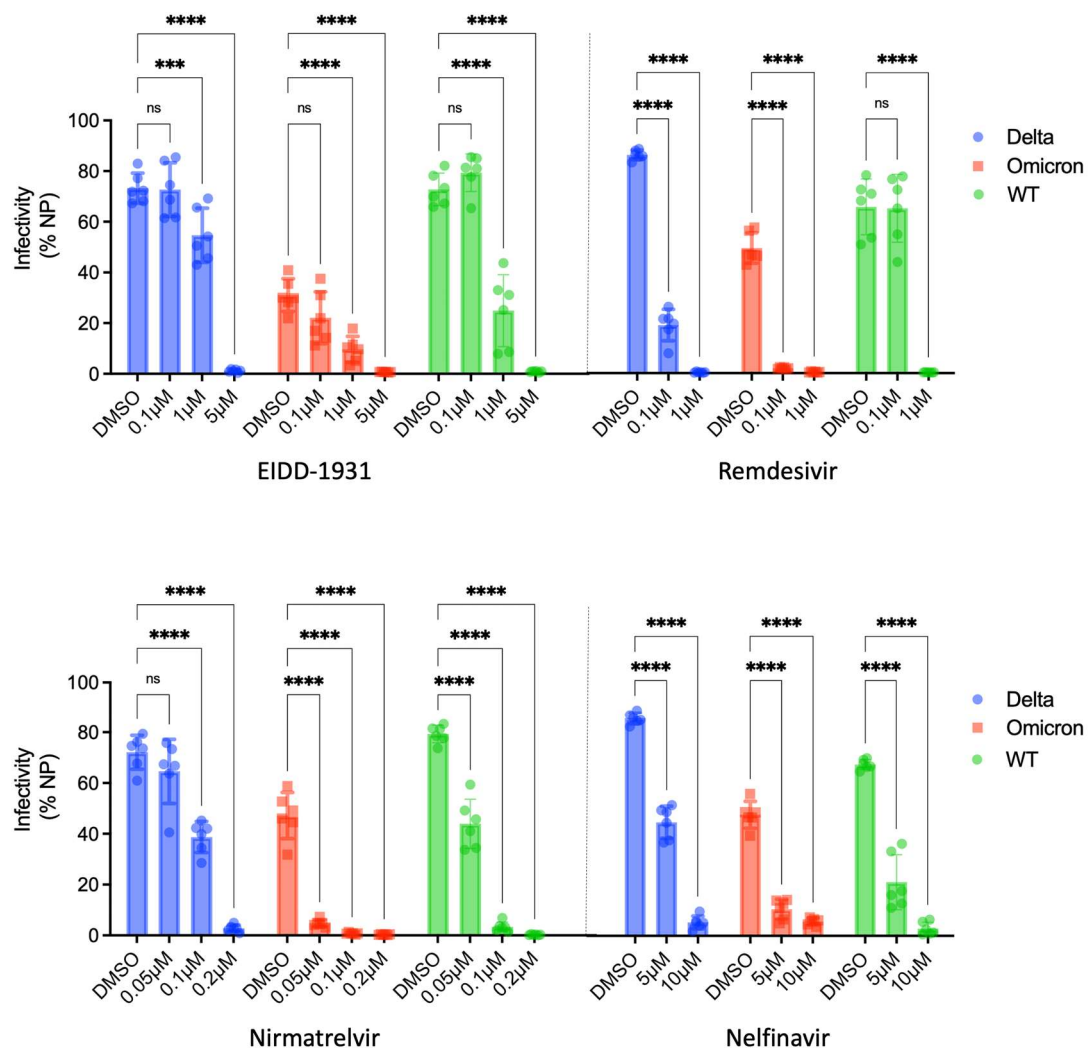 **** **** ****
*** **** **** **** **** ****
ns ns ns **** **** ns
Infectivity
(% NP)
100
80
60
40
20
0
Delta
Omicron
WT
DMSO 0.1µM 1µM 5µM DMSO 0.1µM 1µM 5µM DMSO 0.1µM 1µM 5µM DMSO 0.1µM 1µM DMSO 0.1µM 1µM DMSO 0.1µM 1µM
EIDD-1931 Remdesivir
**** **** ****
**** **** **** **** **** ****
ns **** **** **** **** ****
Infectivity
(% NP)
100
80
60
40
20
0
Delta
Omicron
WT
DMSO 0.05µM 0.1µM 0.2µM DMSO 0.05µM 0.1µM 0.2µM DMSO 0.05µM 0.1µM 0.2µM DMSO 5µM 10µM DMSO 5µM 10µM DMSO 5µM 10µM
Nirmatrelvir Nelfinavir